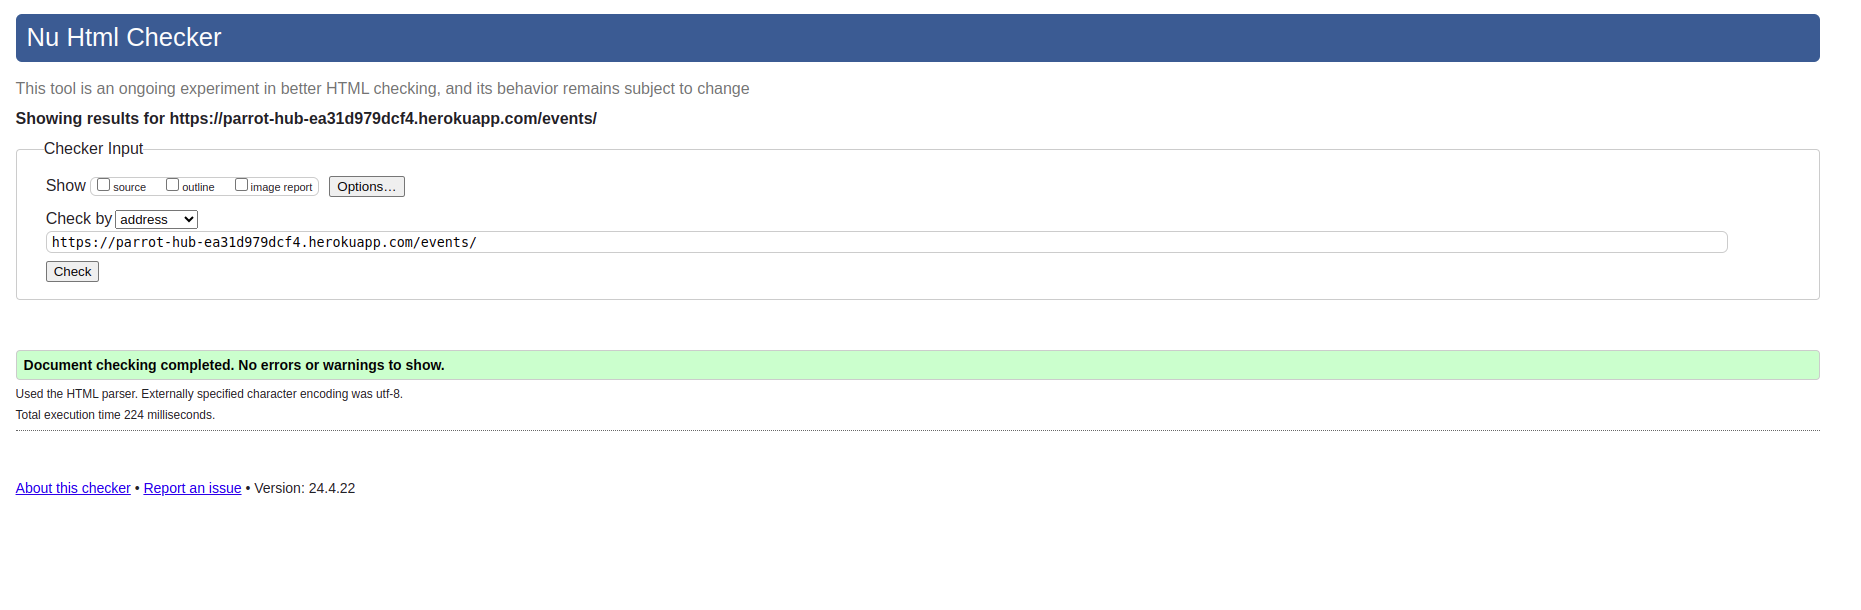 Nu Html Checker
This tool is an ongoing experiment in better HTML checking, and its behavior remains subject to change
Showing results for https://parrot-hub-ea31d979dcf4.herokuapp.com/events/
Checker Input
Show source outline image report Options...
Check by address
https://parrot-hub-ea31d979dcf4.herokuapp.com/events/
Check
Document checking completed. No errors or warnings to show.
Used the HTML parser. Externally specified character encoding was utf-8.
Total execution time 224 milliseconds.
About this checker • Report an issue • Version: 24.4.22